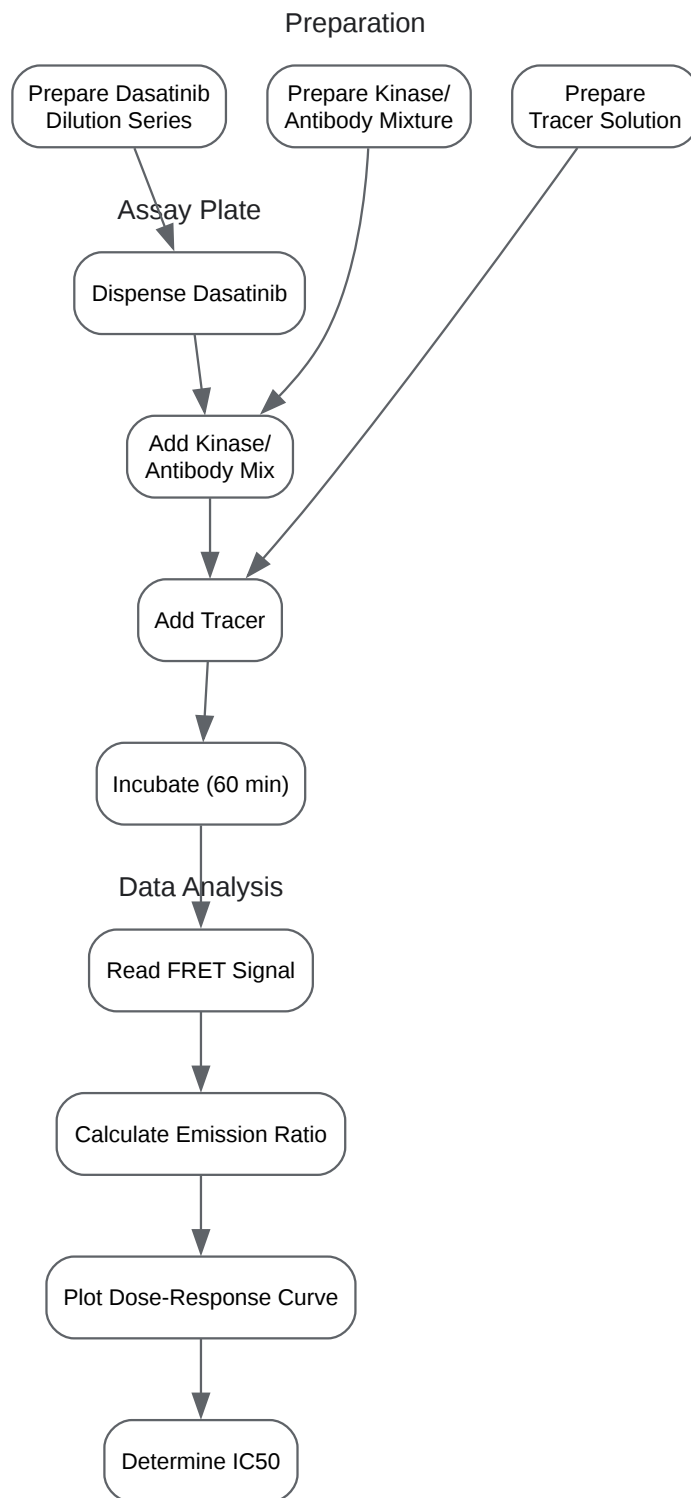 Preparation
Prepare Dasatinib
Dilution Series
Prepare Kinase/
Antibody Mixture
Prepare
Tracer Solution
Assay Plate
Dispense Dasatinib
Add Kinase/
Antibody Mix
Add Tracer
Incubate (60 min)
Data Analysis
Read FRET Signal
Calculate Emission Ratio
Plot Dose-Response Curve
Determine IC50